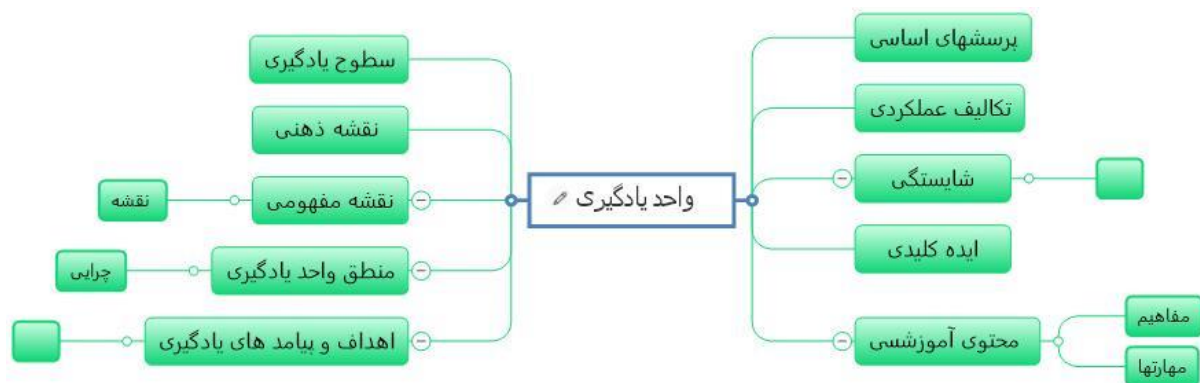 پرسشهای اساسی
تکالیف عملکردی
شایستگی
ایده کلیدی
محتوی آموزشسی
مفاهیم
مهارتها
واحد یادگیری
سطوح یادگیری
نقشه ذهنی
نقشه مفهومی
نقشه
منطق واحد یادگیری
چرایی
اهداف و پیامد های یادگیری